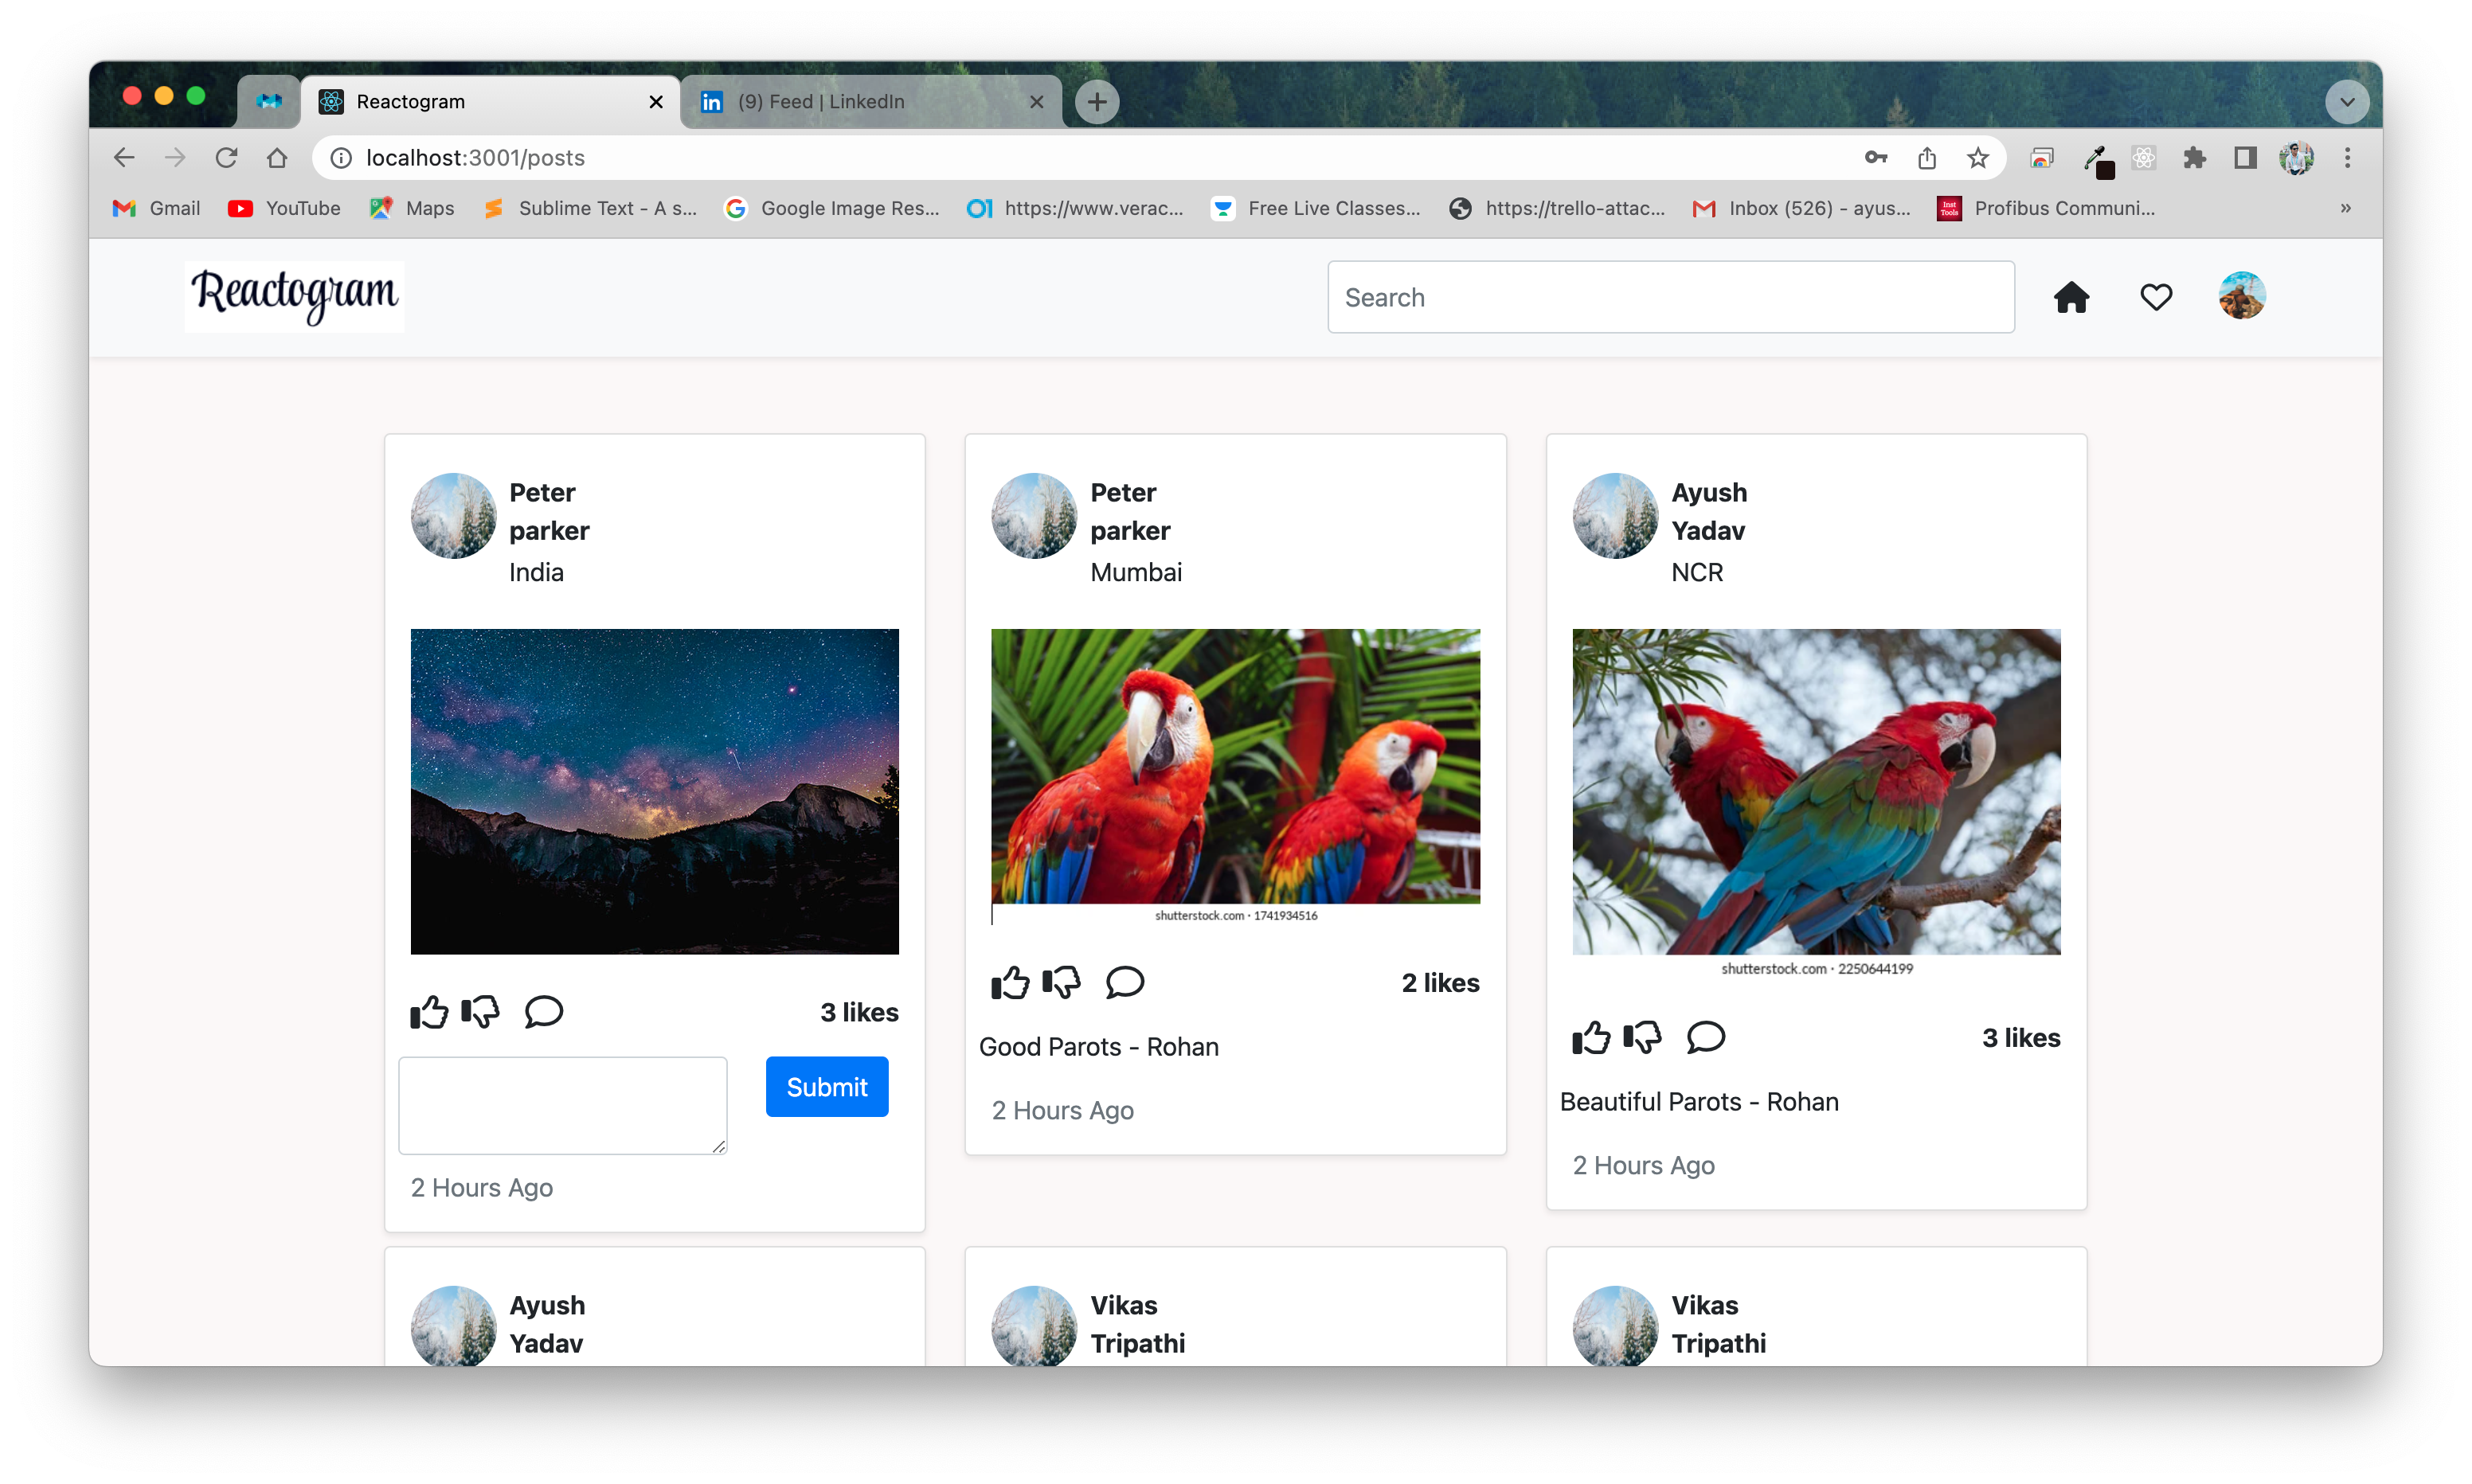 Reactogram
(9) Feed | LinkedIn
localhost:3001/posts
Gmail
YouTube
Maps
Sublime Text - A s...
Google Image Res...
https://www.verac...
Free Live Classes...
https://trello-attac...
Inbox (526) - ayus...
Inst
Tools
Profibus Communi...
»
Reactogram
Search
Peter
parker
India
3 likes
Submit
2 Hours Ago
Peter
parker
Mumbai
shutterstock.com · 1741934516
2 likes
Good Parots - Rohan
2 Hours Ago
Ayush
Yadav
NCR
shutterstock.com · 2250644199
3 likes
Beautiful Parots - Rohan
2 Hours Ago
Ayush
Yadav
Vikas
Tripathi
Vikas
Tripathi